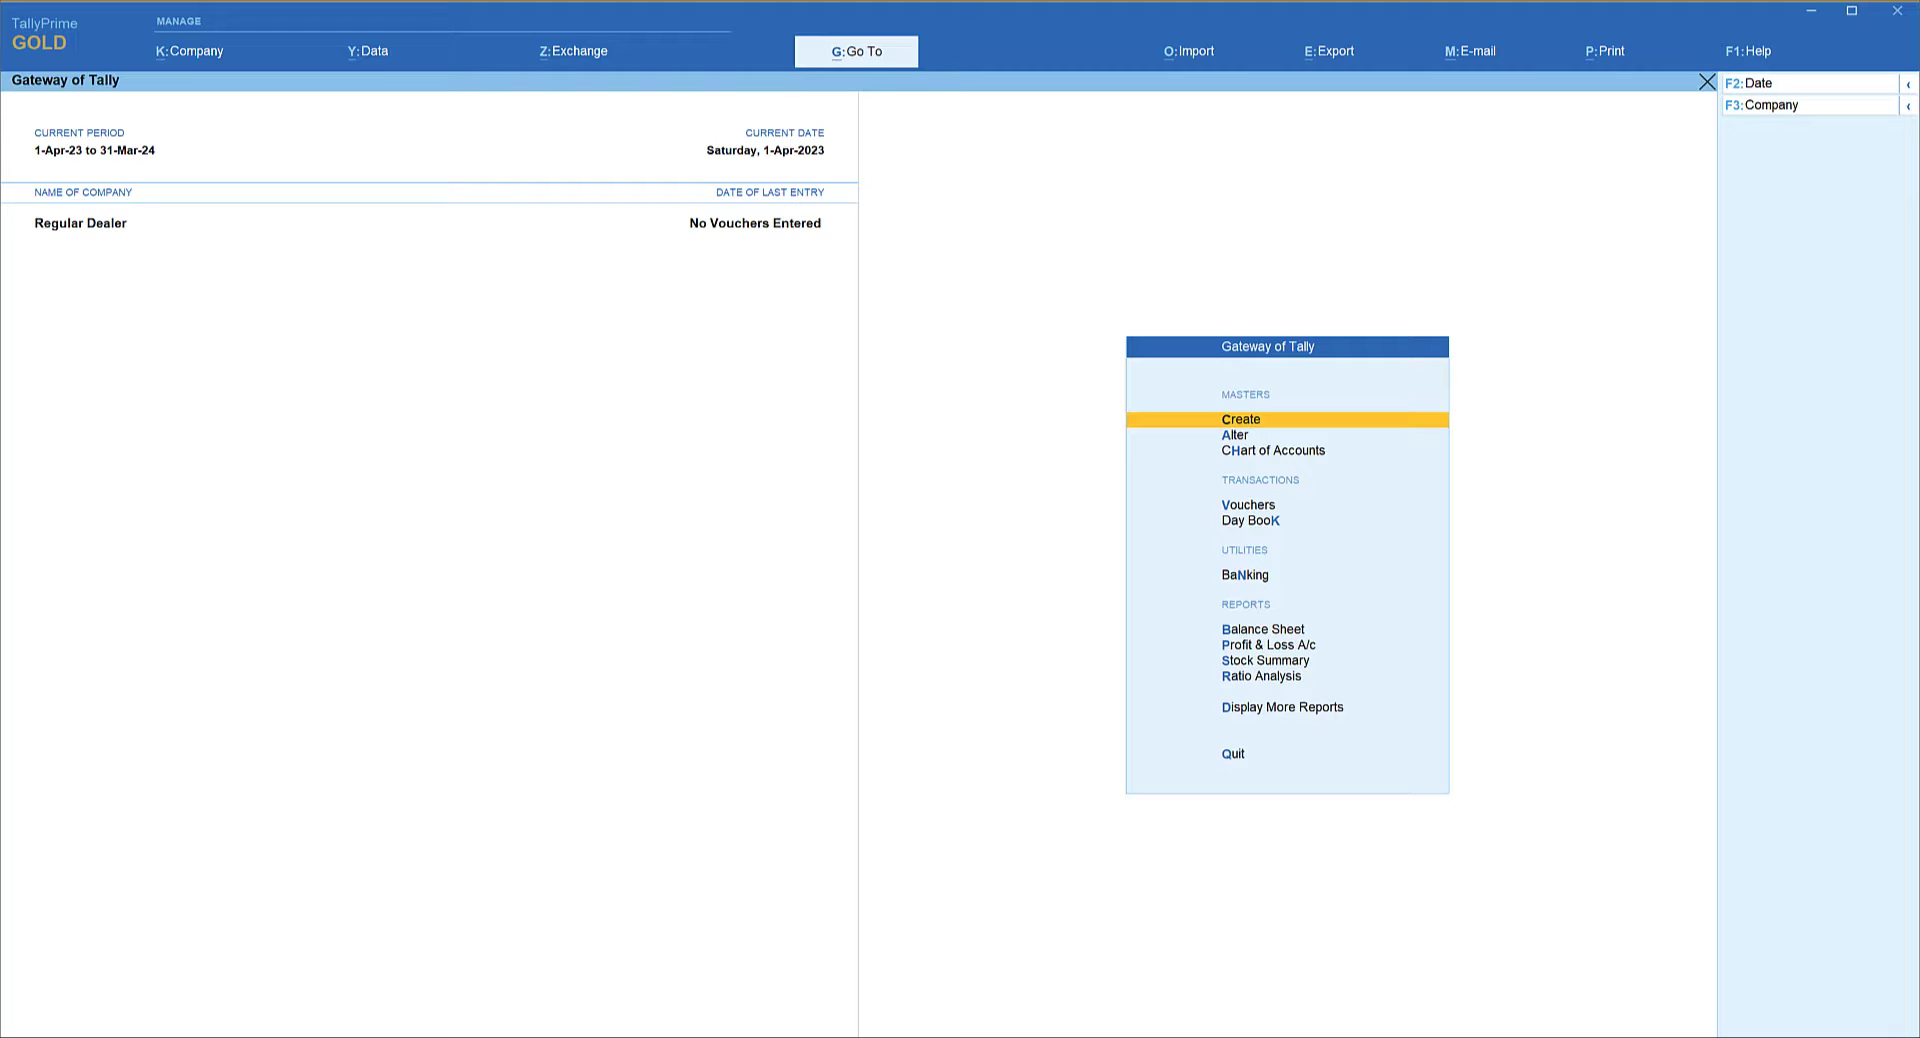 TallyPrime
GOLD
MANAGE
K:Company
Y:Data
Z:Exchange
G:Go To
O:Import
E:Export
M:E-mail
P:Print
F1:Help
Gateway of Tally
F2:Date
F3:Company
CURRENT PERIOD
CURRENT DATE
1-Apr-23 to 31-Mar-24
Saturday, 1-Apr-2023
NAME OF COMPANY
DATE OF LAST ENTRY
Regular Dealer
No Vouchers Entered
Gateway of Tally
MASTERS
Create
Alter
CHart of Accounts
TRANSACTIONS
Vouchers
Day BooK
UTILITIES
BaNking
REPORTS
Balance Sheet
Profit & Loss A/c
Stock Summary
Ratio Analysis
Display More Reports
Quit